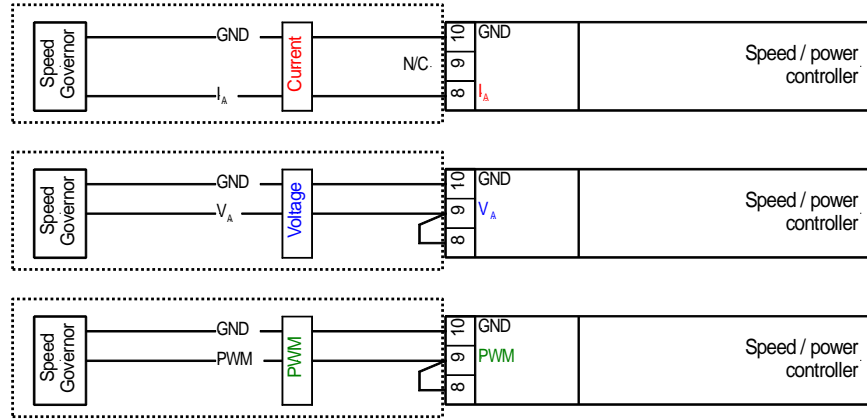 Speed
Governor
GND
I_A
Current
N/C
10
9
8
GND
I_A
Speed / power
controller
Speed
Governor
GND
V_A
Voltage
10
9
8
GND
V_A
Speed / power
controller
Speed
Governor
GND
PWM
PWM
10
9
8
GND
PWM
Speed / power
controller